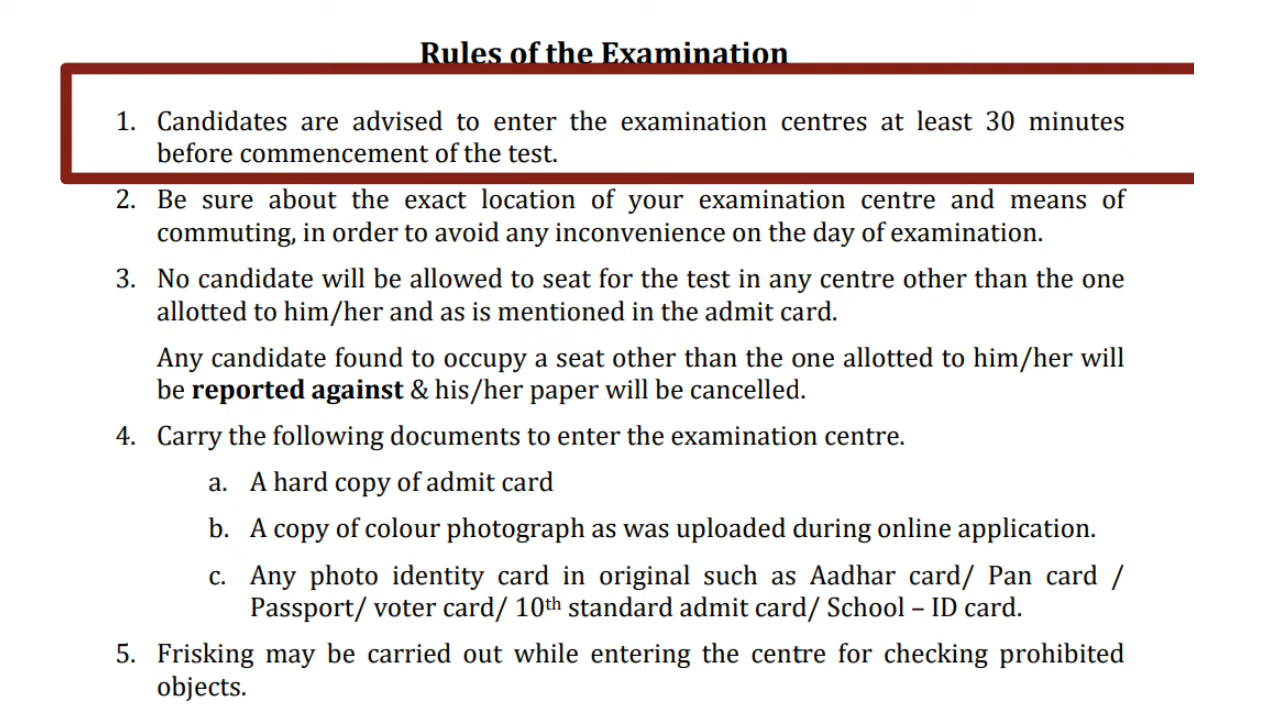 Rules of the Examination
1. Candidates are advised to enter the examination centres at least 30 minutes
before commencement of the test.
2. Be sure about the exact location of your examination centre and means of
commuting, in order to avoid any inconvenience on the day of examination.
3. No candidate will be allowed to seat for the test in any centre other than the one
allotted to him/her and as is mentioned in the admit card.
Any candidate found to occupy a seat other than the one allotted to him/her will
be reported against & his/her paper will be cancelled.
4. Carry the following documents to enter the examination centre.
a. A hard copy of admit card
b. A copy of colour photograph as was uploaded during online application.
c. Any photo identity card in original such as Aadhar card/ Pan card /
Passport/ voter card/ 10th standard admit card/ School – ID card.
5. Frisking may be carried out while entering the centre for checking prohibited
objects.